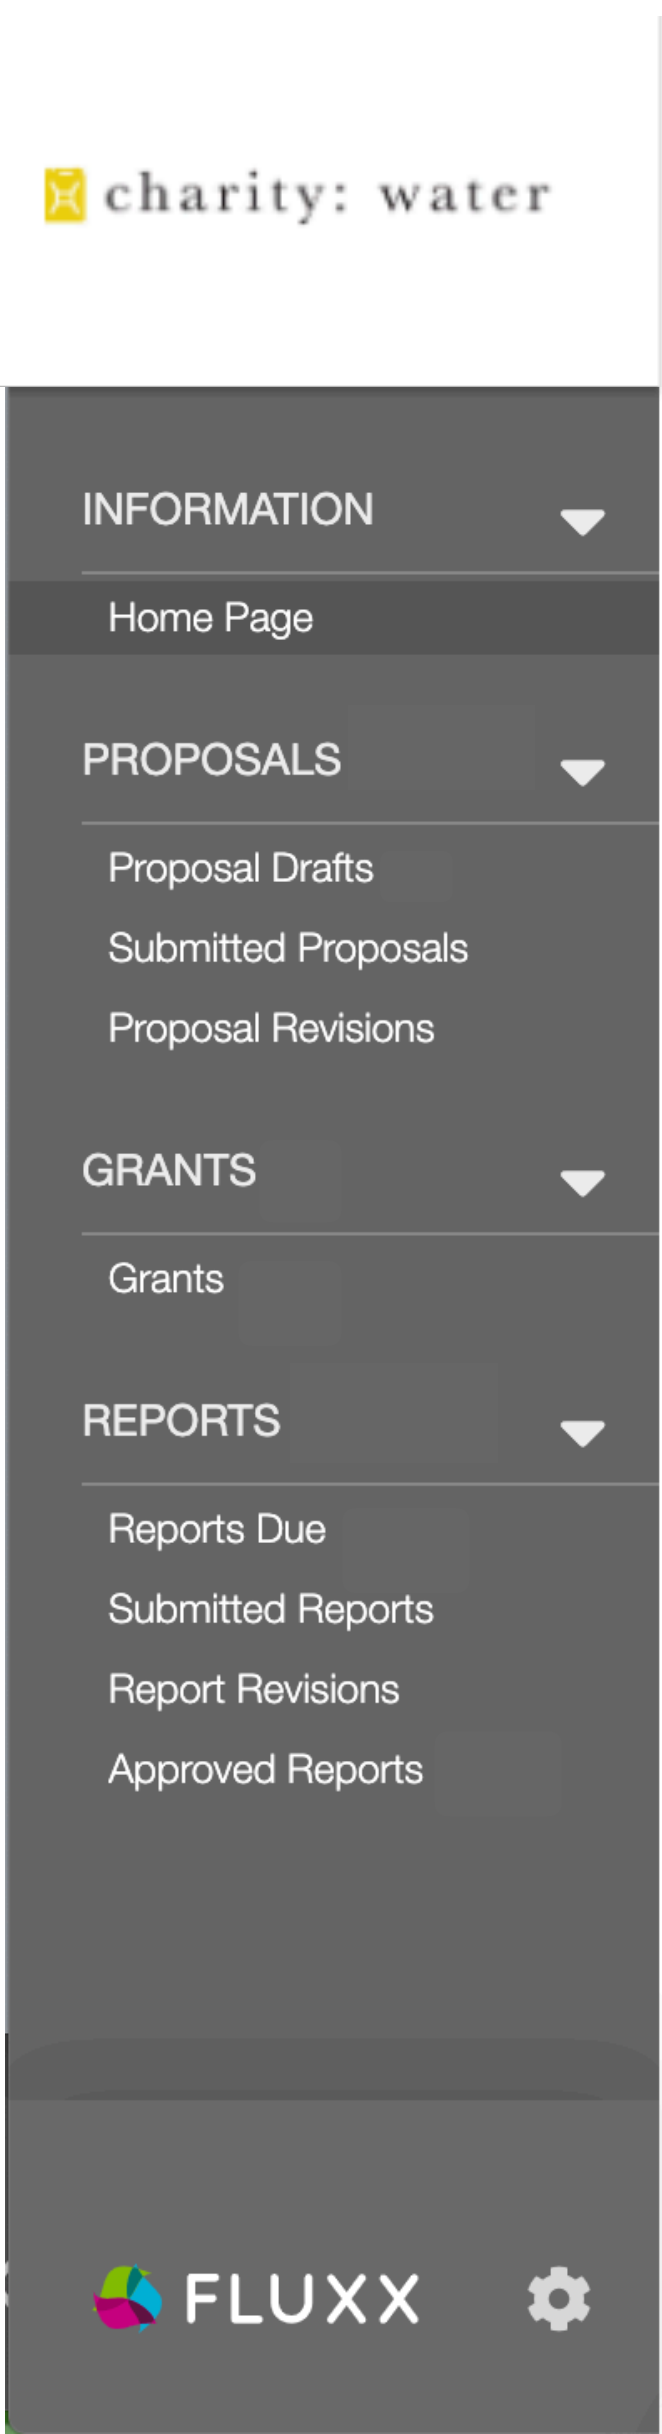 charity: water
INFORMATION
Home Page
PROPOSALS
Proposal Drafts
Submitted Proposals
Proposal Revisions
GRANTS
Grants
REPORTS
Reports Due
Submitted Reports
Report Revisions
Approved Reports
FLUXX